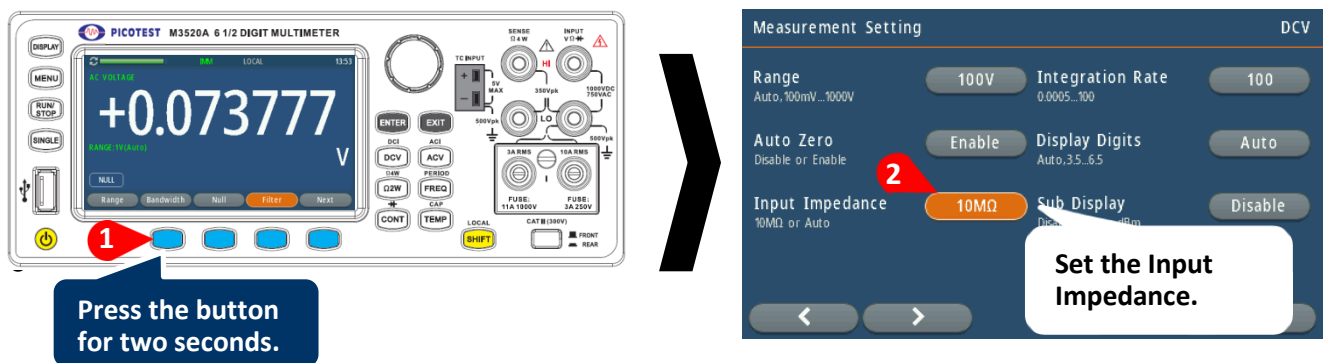 PICOTEST M3520A 6 1/2 DIGIT MULTIMETER
DISPLAY
MENU
RUN/
STOP
SINGLE
IMM LOCAL 13:53
AC VOLTAGE
+0.073777
V
RANGE:1V(Auto)
NULL
Range Bandwidth Null Filter Next
TC INPUT
+
−
5V
MAX
SENSE
Ω 4 W
INPUT
HI
350Vpk
1000VDC
750VAC
LO
500Vpk
500Vpk
3A RMS
10A RMS
I
FUSE:
11A 1000V
FUSE:
3A 250V
CAT II (300V)
FRONT
REAR
ENTER EXIT
DCI ACI
DCV ACV
Ω4W PERIOD
Ω2W FREQ
CAP
CONT TEMP
LOCAL
SHIFT
1
Press the button
for two seconds.
Measurement Setting DCV
Range 100V Integration Rate 100
Auto,100mV...1000V 0.0005...100
Auto Zero Enable Display Digits Auto
Disable or Enable Auto,3.5...6.5
2
Input Impedance 10MΩ Sub Display Disable
10MΩ or Auto
Set the Input
Impedance.
< >